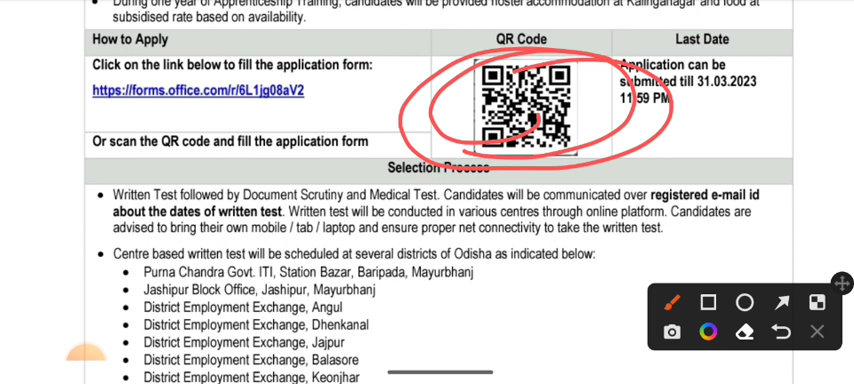 During one year of Apprenticeship Training, candidates will be provided hostel accommodation at Kalinganagar and food at
subsidised rate based on availability.
How to Apply
QR Code
Last Date
Click on the link below to fill the application form:
https://forms.office.com/r/6L1jg08aV2
Or scan the QR code and fill the application form
Application can be
submitted till 31.03.2023
11:59 PM
Selection Process
• Written Test followed by Document Scrutiny and Medical Test. Candidates will be communicated over registered e-mail id
about the dates of written test. Written test will be conducted in various centres through online platform. Candidates are
advised to bring their own mobile / tab / laptop and ensure proper net connectivity to take the written test.
• Centre based written test will be scheduled at several districts of Odisha as indicated below:
• Purna Chandra Govt. ITI, Station Bazar, Baripada, Mayurbhanj
• Jashipur Block Office, Jashipur, Mayurbhanj
• District Employment Exchange, Angul
• District Employment Exchange, Dhenkanal
• District Employment Exchange, Jajpur
• District Employment Exchange, Balasore
• District Employment Exchange, Keonjhar